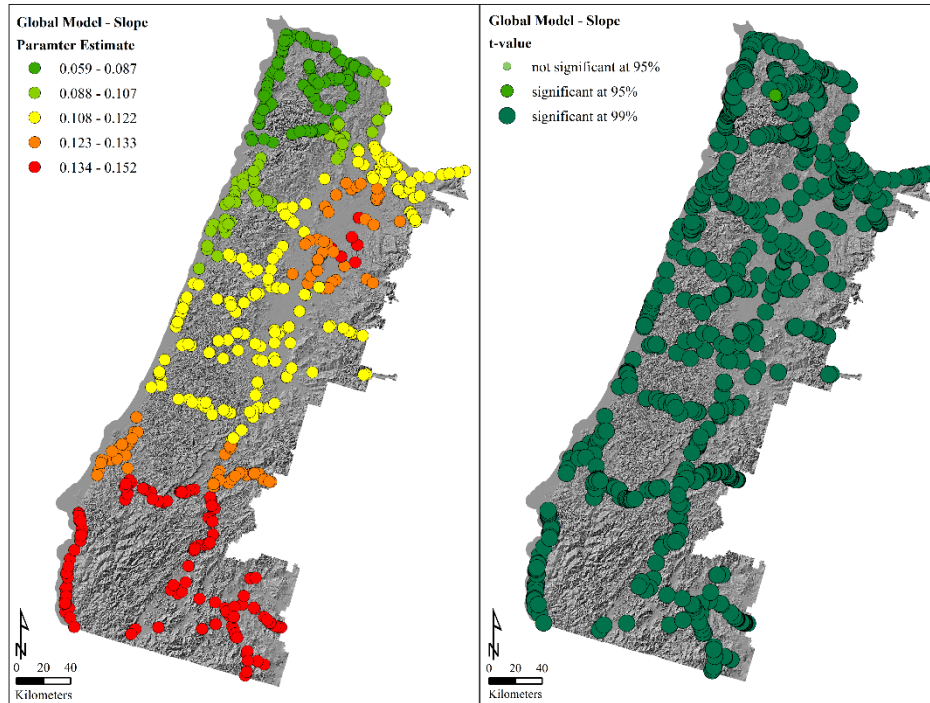 Global Model - Slope
Paramter Estimate
0.059 - 0.087
0.088 - 0.107
0.108 - 0.122
0.123 - 0.133
0.134 - 0.152
N
0 20 40
Kilometers
Global Model - Slope
t-value
not significant at 95%
significant at 95%
significant at 99%
N
0 20 40
Kilometers